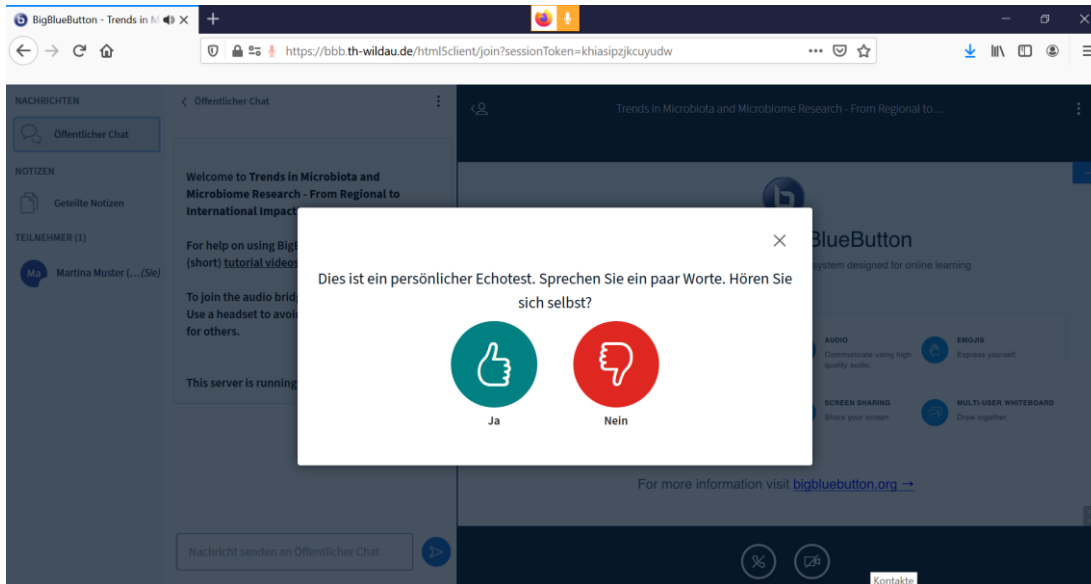 BigBlueButton - Trends in M
https://bbb.th-wildau.de/html5client/join?sessionToken=khiasipzjkcuyudw
NACHRICHTEN
Öffentlicher Chat
NOTIZEN
Geteilte Notizen
TEILNEHMER (1)
Ma
Martina Muster (... (Sie)
Öffentlicher Chat
Welcome to Trends in Microbiota and
Microbiome Research - From Regional to
International Impact
For help on using
(short) tutorial videos
To join the audio
Use a headset to
for others.
This server is running
Nachricht senden an Öffentlicher Chat
Trends in Microbiota and Microbiome Research - From Regional to...
BlueButton
system designed for online learning
AUDIO
Communicate using high
quality audio.
EMOJIS
Express yourself.
SCREEN SHARING
Share your screen.
MULTI-USER WHITEBOARD
Draw together.
For more information visit bigbluebutton.org →
Dies ist ein persönlicher Echotest. Sprechen Sie ein paar Worte. Hören Sie
sich selbst?
Ja
Nein
Kontakte